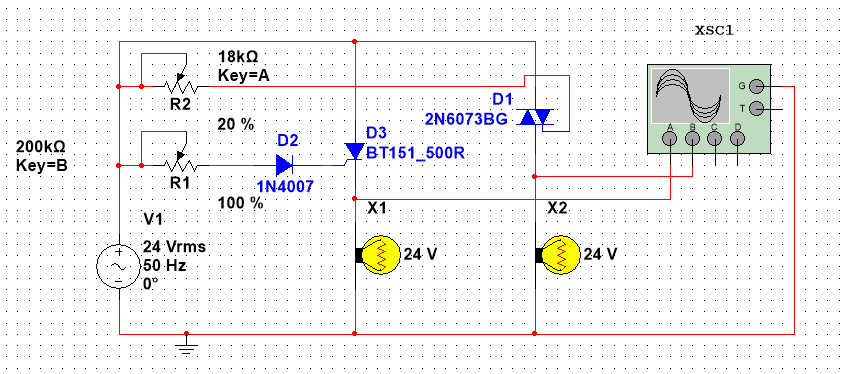 XSC1
G
T
A B C D
18kΩ
Key=A
R2
20 %
D1
2N6073BG
200kΩ
Key=B
R1
D2
1N4007
D3
BT151_500R
100 %
V1
24 Vrms
50 Hz
0°
X1
24 V
X2
24 V